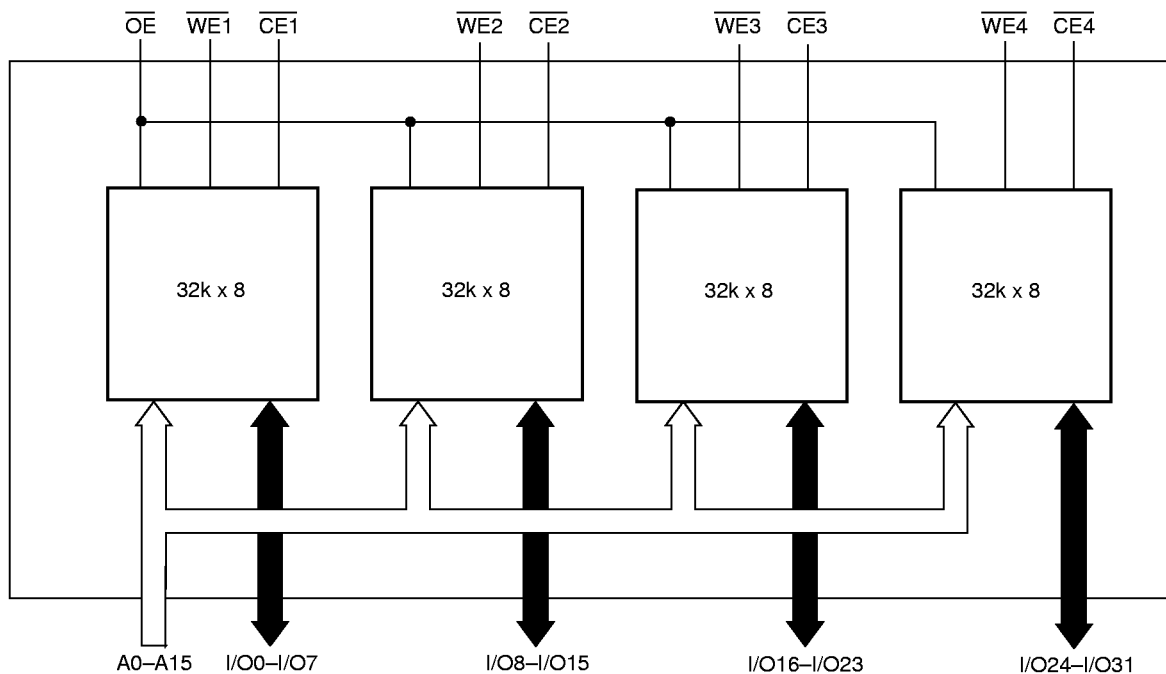 OE WE1 CE1 WE2 CE2 WE3 CE3 WE4 CE4
32k x 8 32k x 8 32k x 8 32k x 8
A0–A15 I/O0–I/O7 I/O8–I/O15 I/O16–I/O23 I/O24–I/O31